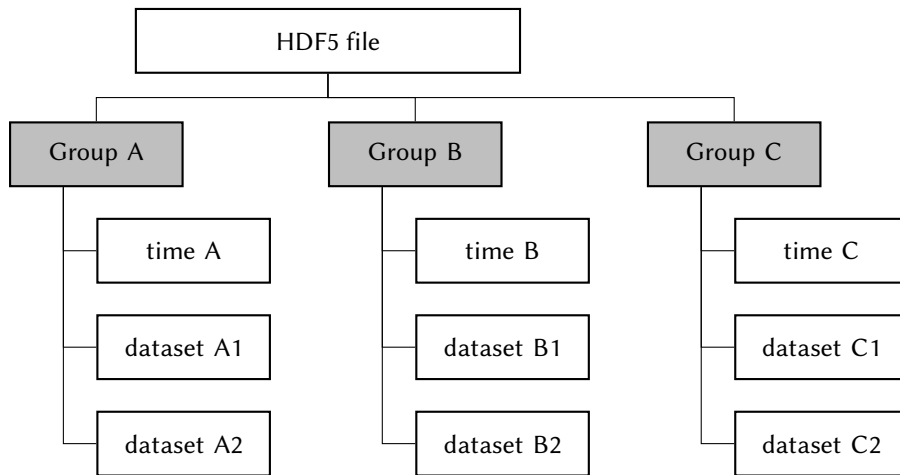 HDF5 file
Group A
Group B
Group C
time A
time B
time C
dataset A1
dataset B1
dataset C1
dataset A2
dataset B2
dataset C2